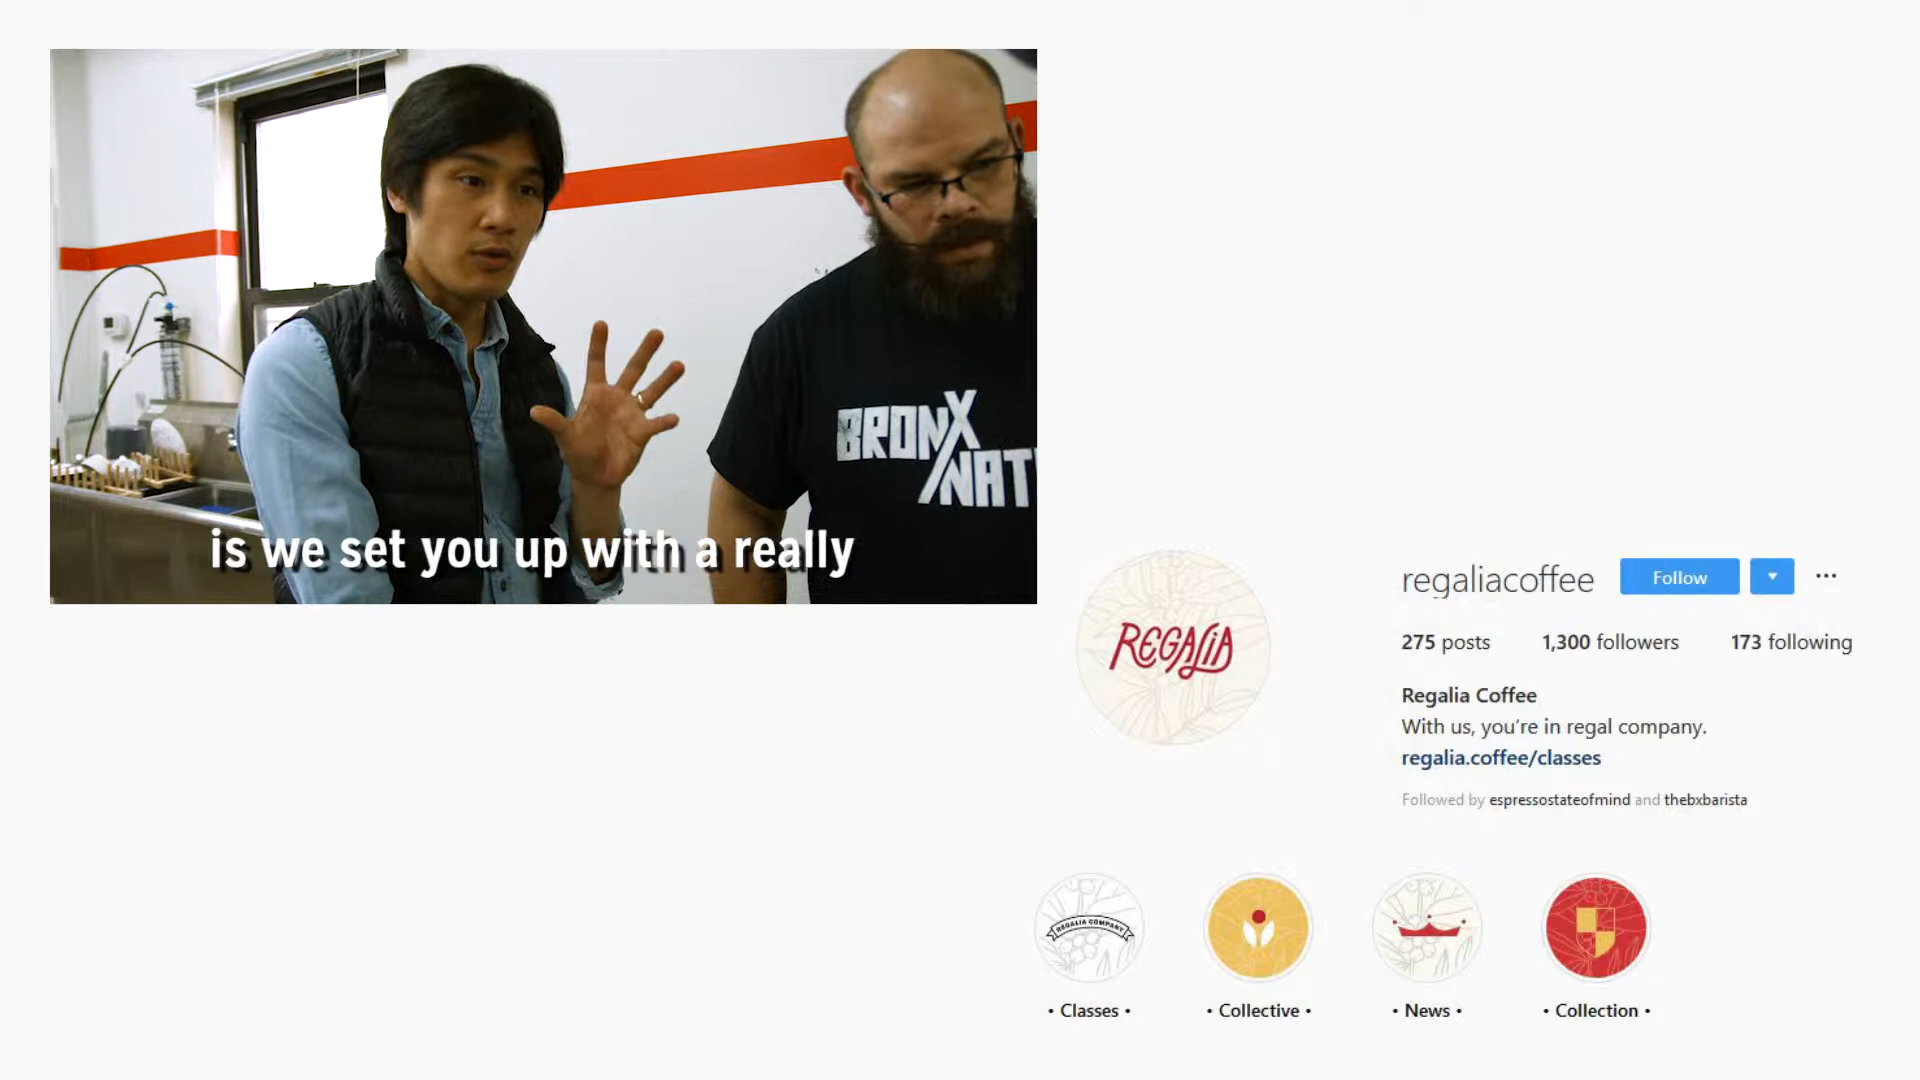 BRONX
NAT
is we set you up with a really
REGALIA
regaliacoffee
Follow
275 posts 1,300 followers 173 following
Regalia Coffee
With us, you’re in regal company.
regalia.coffee/classes
Followed by espressostateofmind and thebxbarista
REGALIA COMPANY
• Classes • • Collective • • News • • Collection •